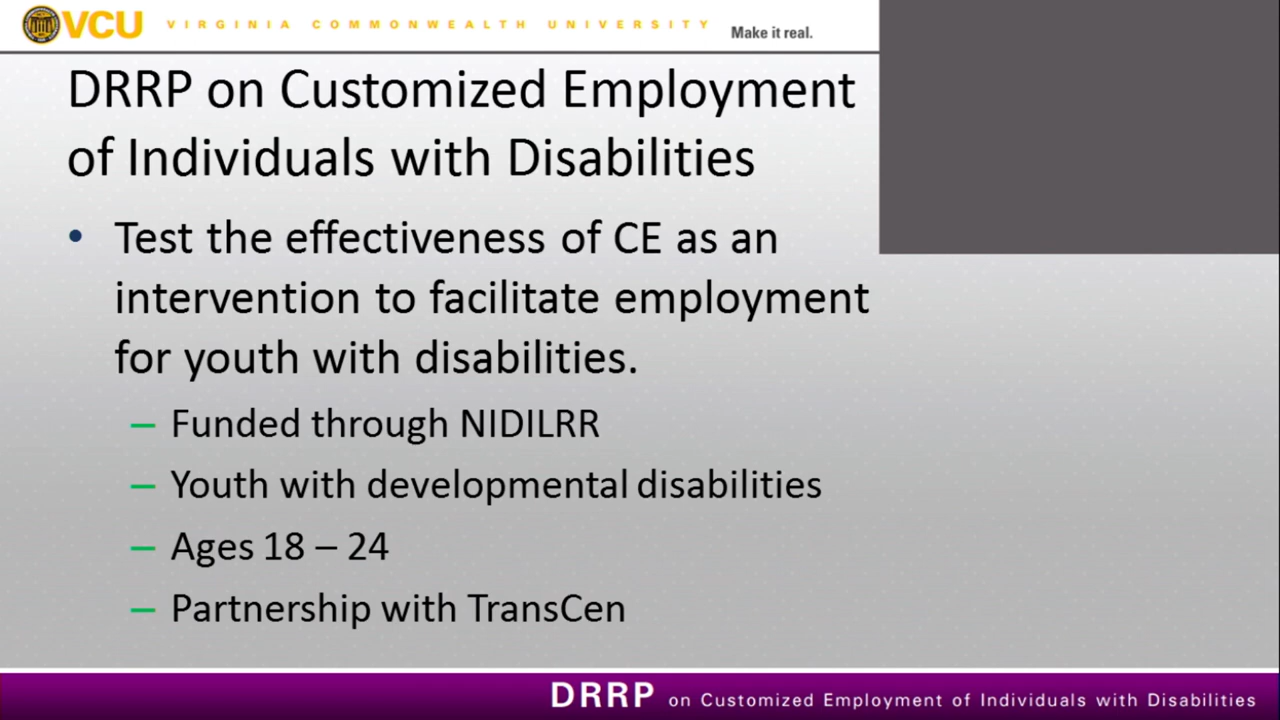 VCU VIRGINIA COMMONWEALTH UNIVERSITY Make it real.
DRRP on Customized Employment
of Individuals with Disabilities
• Test the effectiveness of CE as an
intervention to facilitate employment
for youth with disabilities.
– Funded through NIDILRR
– Youth with developmental disabilities
– Ages 18 – 24
– Partnership with TransCen
DRRP on Customized Employment of Individuals with Disabilities